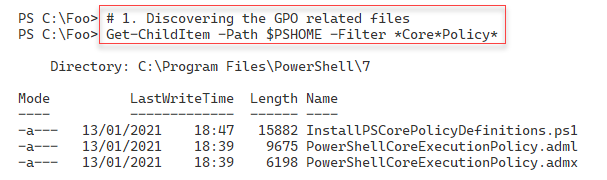 PS C:\Foo> # 1. Discovering the GPO related files
PS C:\Foo> Get-ChildItem -Path $PSHOME -Filter *Core*Policy*
Directory: C:\Program Files\PowerShell\7
Mode LastWriteTime Length Name
---- ------------- ------ ----
-a--- 13/01/2021 18:47 15882 InstallPSCorePolicyDefinitions.ps1
-a--- 13/01/2021 18:39 9675 PowerShellCoreExecutionPolicy.adml
-a--- 13/01/2021 18:39 6198 PowerShellCoreExecutionPolicy.admx